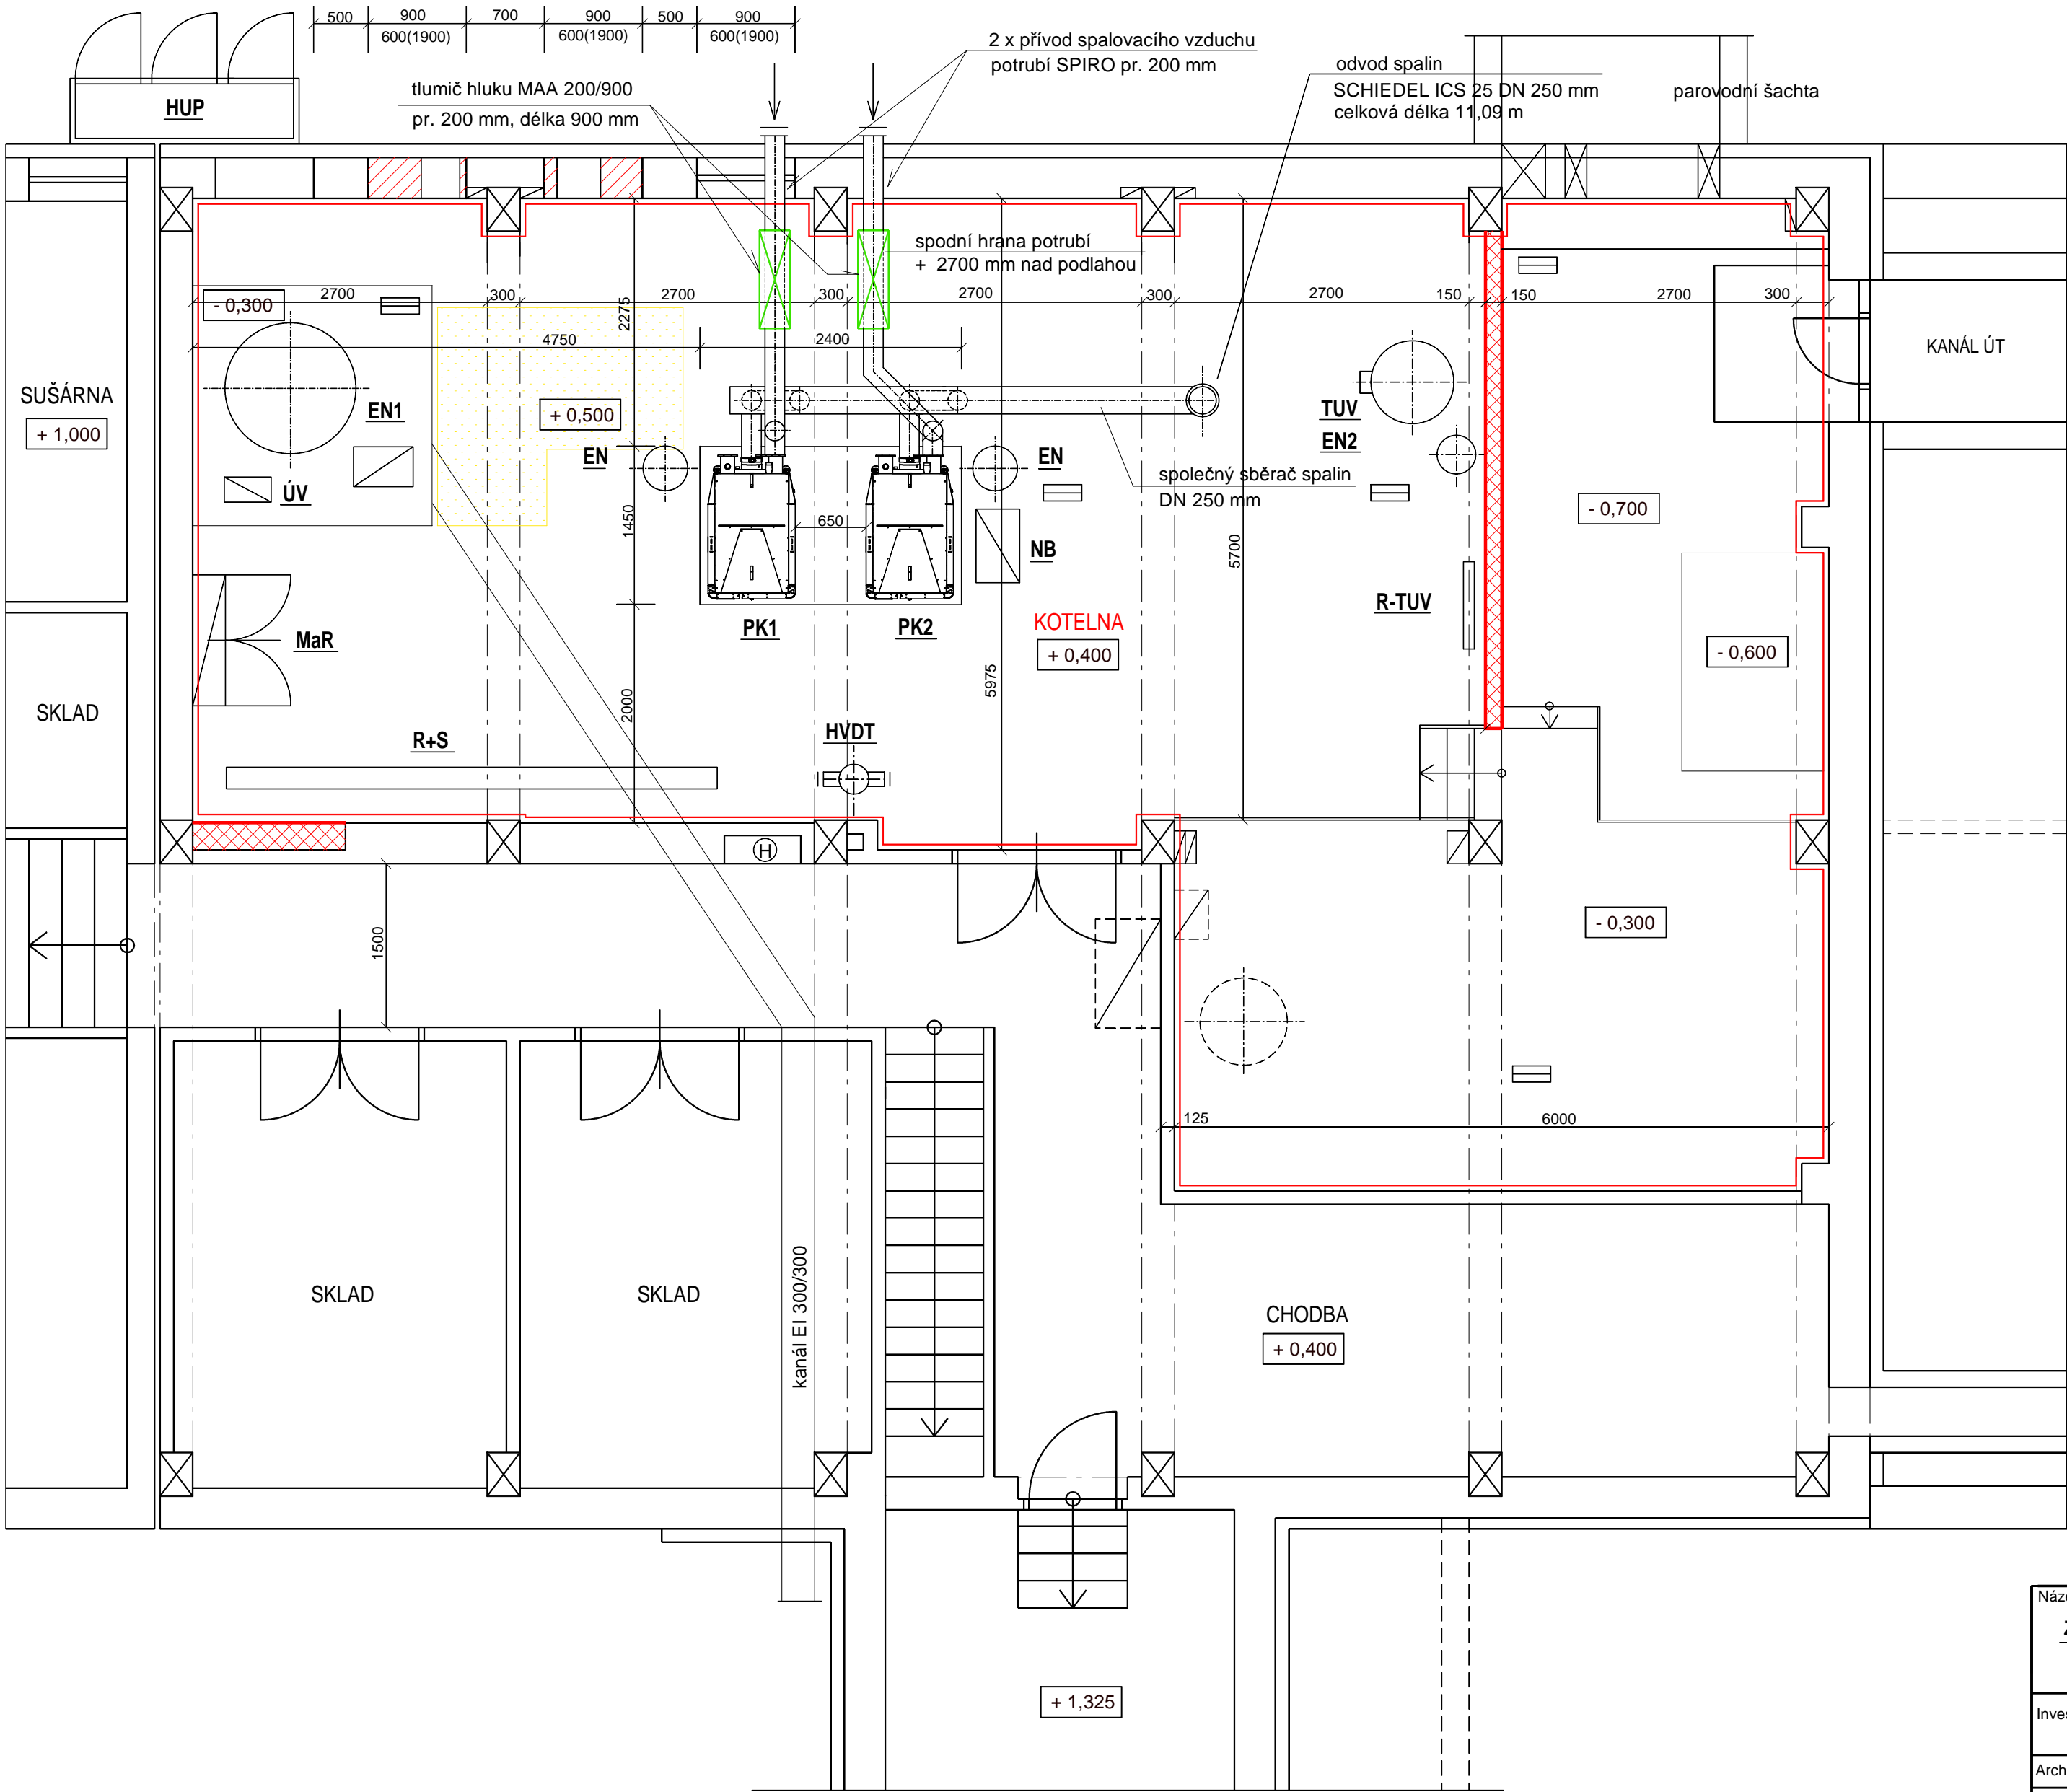 500
900
700
900
500
900
600(1900)
600(1900)
600(1900)
2 x přívod spalovacího vzduchu
potrubí SPIRO pr. 200 mm
odvod spalin
SCHIEDEL ICS 25 DN 250 mm
celková délka 11,09 m
parovodní šachta
HUP
tlumič hluku MAA 200/900
pr. 200 mm, délka 900 mm
spodní hrana potrubí
+ 2700 mm nad podlahou
- 0,300
2700
300
2700
300
2700
300
2700
150
150
2700
300
2275
4750
2400
KANÁL ÚT
SUŠÁRNA
+ 1,000
EN1
+ 0,500
TUV
EN2
EN
EN
společný sběrač spalin
DN 250 mm
ÚV
- 0,700
1450
650
NB
5700
R-TUV
KOTELNA
+ 0,400
PK1
PK2
MaR
- 0,600
5975
2000
SKLAD
R+S
HVDT
H
- 0,300
1500
125
6000
SKLAD
SKLAD
kanál EI 300/300
CHODBA
+ 0,400
+ 1,325
Náz
Inves
Arch